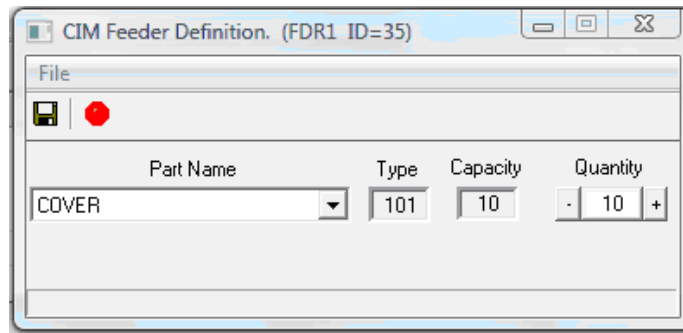 CIM Feeder Definition. (FDR1 ID=35)
File
Part Name Type Capacity Quantity
COVER 101 10 - 10 +